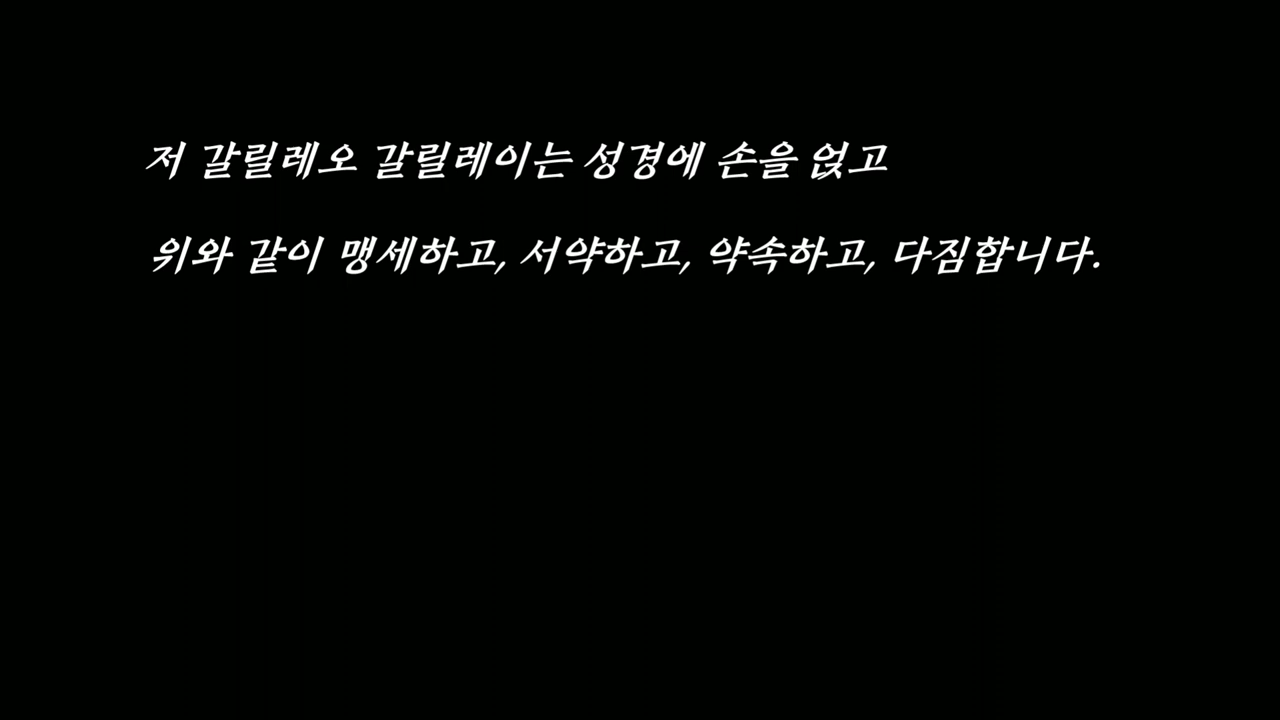 저 갈릴레오 갈릴레이는 성경에 손을 얹고
위와 같이 맹세하고, 서약하고, 약속하고, 다짐합니다.